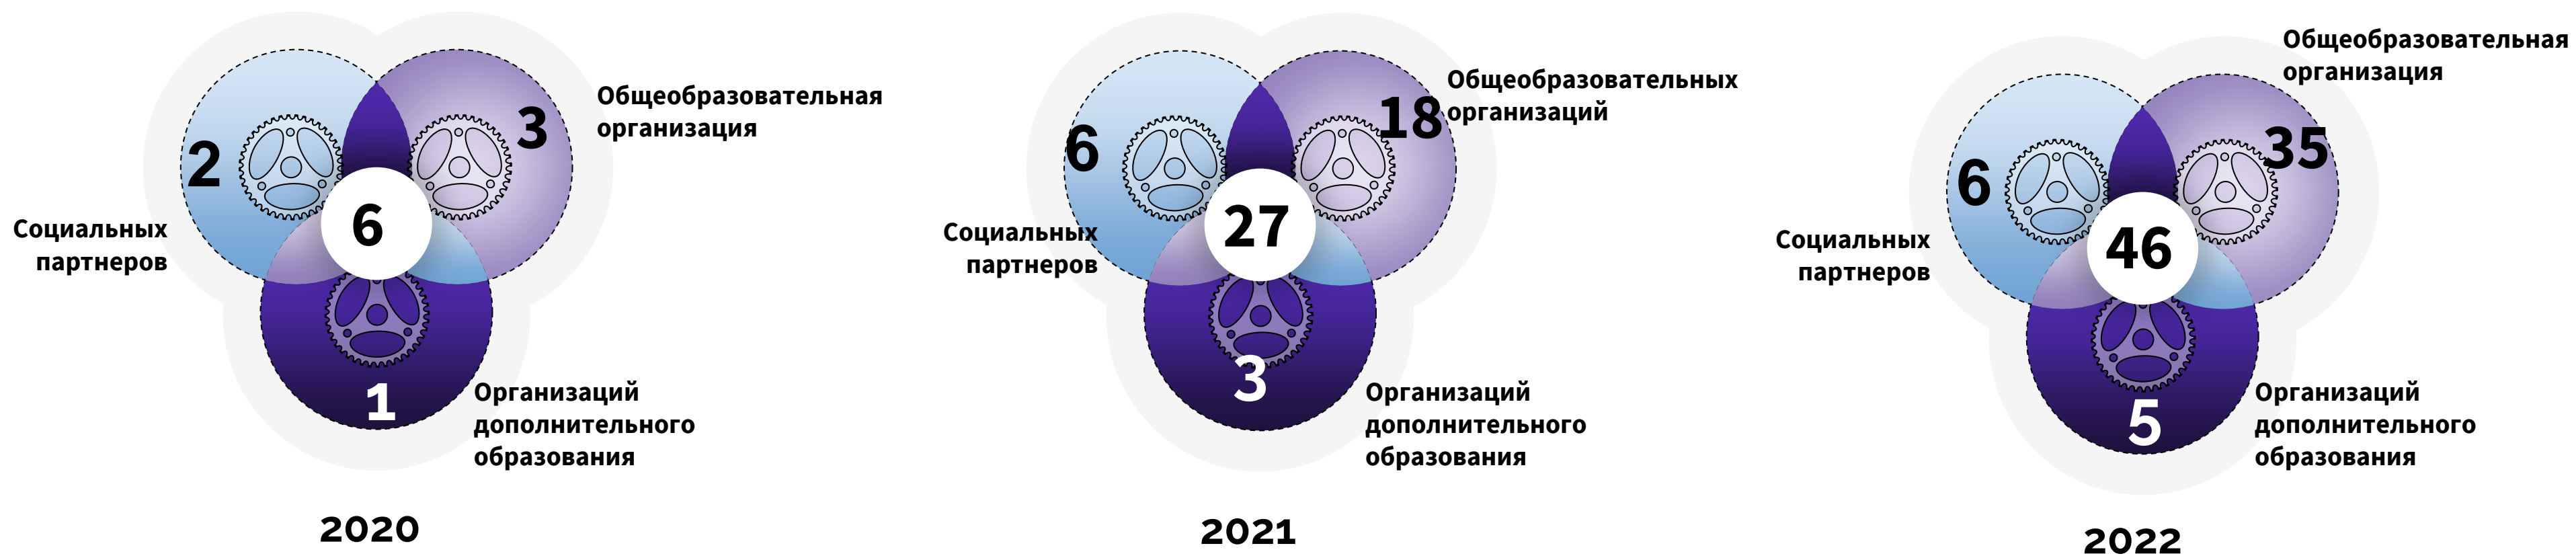 2
3
Общеобразовательная
организация
6
Социальных
партнеров
1
Организаций
дополнительного
образования
2020
6
18
Общеобразовательных
организаций
27
Социальных
партнеров
3
Организаций
дополнительного
образования
2021
6
35
Общеобразовательная
организация
46
Социальных
партнеров
5
Организаций
дополнительного
образования
2022